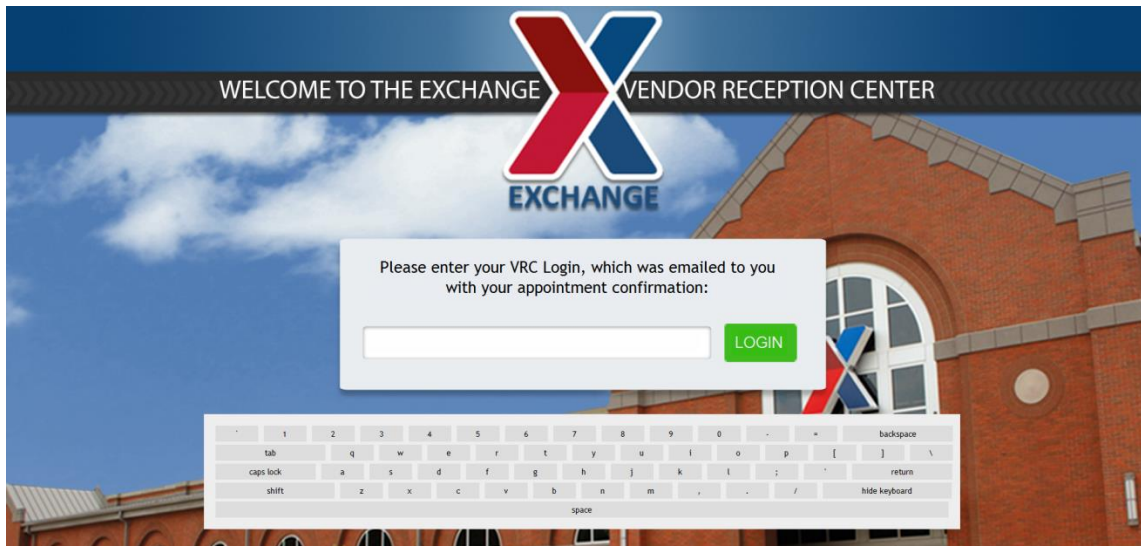 WELCOME TO THE EXCHANGE VENDOR RECEPTION CENTER
EXCHANGE
Please enter your VRC Login, which was emailed to you
with your appointment confirmation:
LOGIN
` 1 2 3 4 5 6 7 8 9 0 - = backspace
tab q w e r t y u i o p [ ] \
caps lock a s d f g h j k l ; ' return
shift z x c v b n m , . / hide keyboard
space